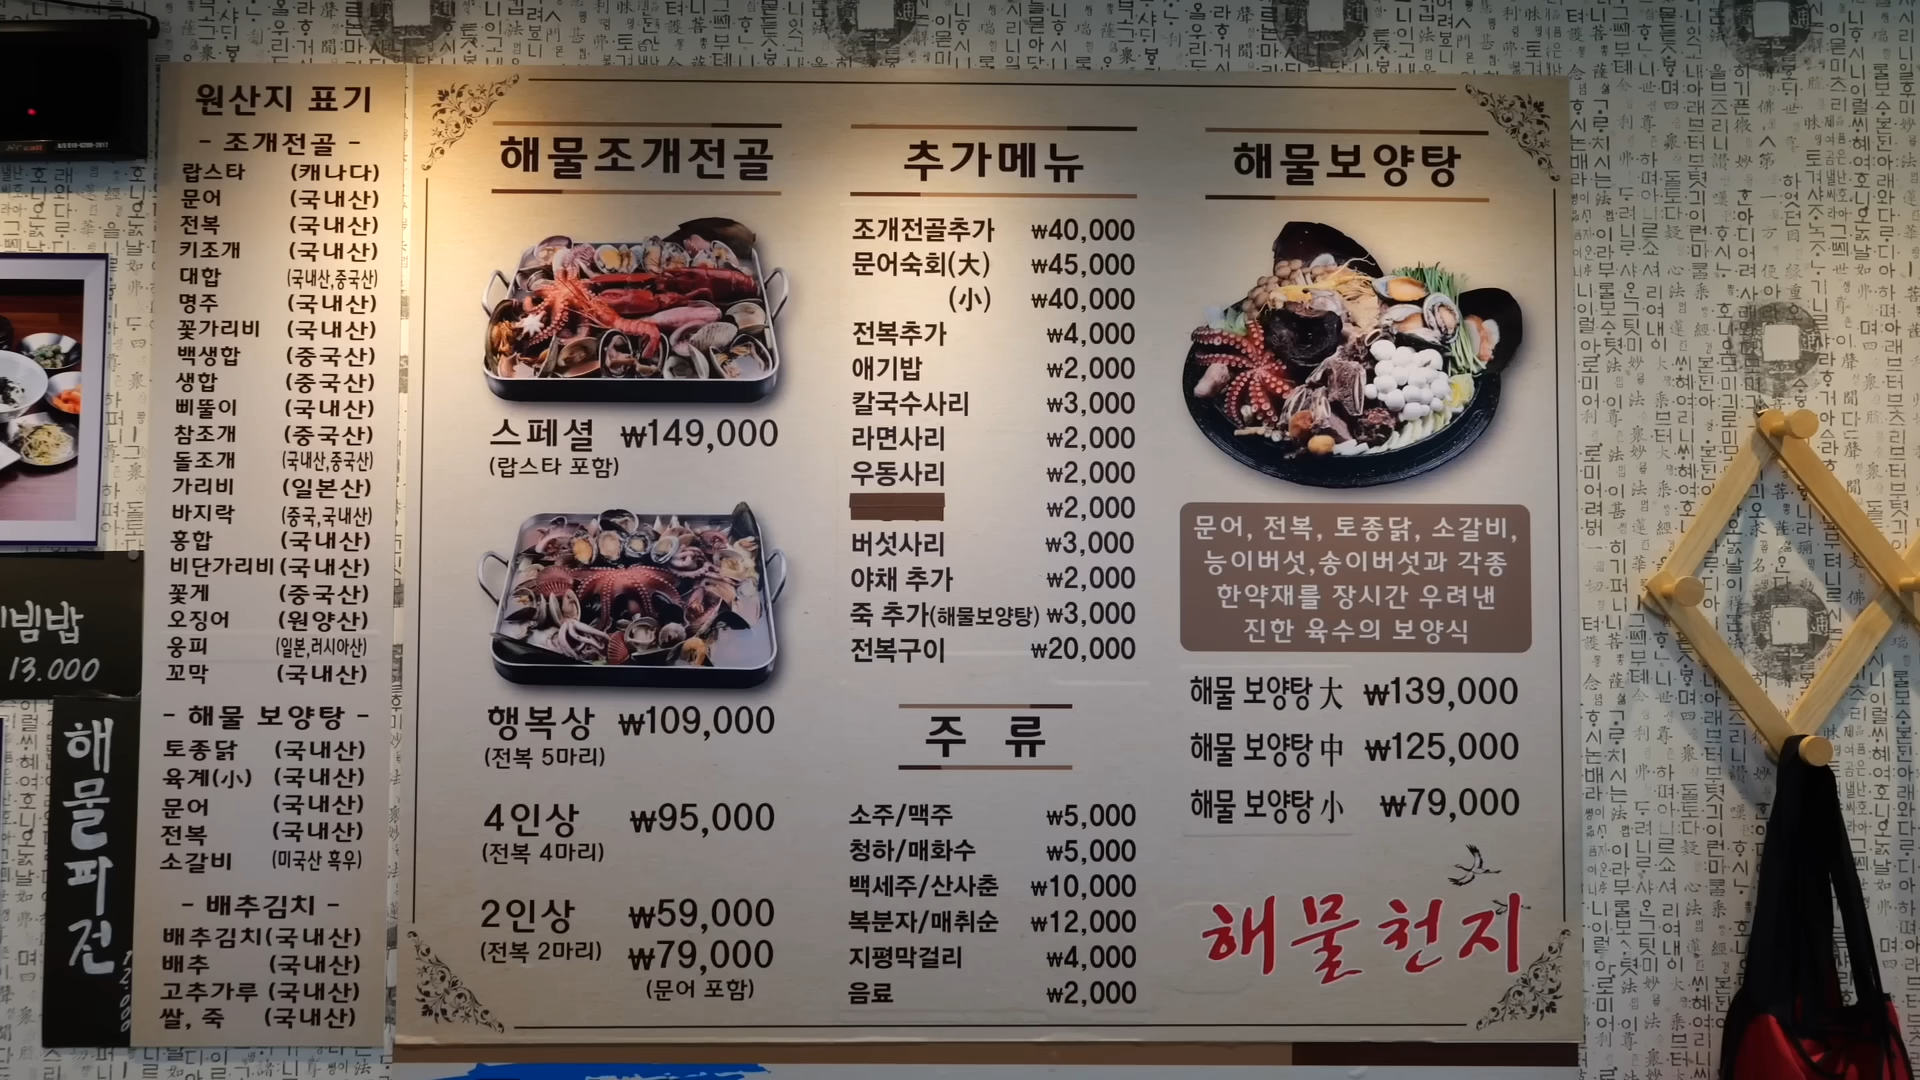 원산지 표기
- 조개전골 -
랍스타 (캐나다)
문어 (국내산)
전복 (국내산)
키조개 (국내산)
대합 (국내산,중국산)
명주 (국내산)
꽃가리비 (국내산)
백생합 (중국산)
생합 (중국산)
삐뚤이 (국내산)
참조개 (중국산)
돌조개 (국내산,중국산)
가리비 (일본산)
바지락 (중국,국내산)
홍합 (국내산)
비단가리비 (국내산)
꽃게 (중국산)
오징어 (원양산)
웅피 (일본,러시아산)
꼬막 (국내산)
- 해물 보양탕 -
토종닭 (국내산)
육계(小) (국내산)
문어 (국내산)
전복 (국내산)
소갈비 (미국산 흑우)
- 배추김치 -
배추김치(국내산)
배추 (국내산)
고추가루 (국내산)
쌀, 죽 (국내산)
해물조개전골
스페셜 ₩149,000
(랍스타 포함)
행복상 ₩109,000
(전복 5마리)
4인상 ₩95,000
(전복 4마리)
2인상 ₩59,000
(전복 2마리) ₩79,000
(문어 포함)
추가메뉴
조개전골추가 ₩40,000
문어숙회(大) ₩45,000
(小) ₩40,000
전복추가 ₩4,000
애기밥 ₩2,000
칼국수사리 ₩3,000
라면사리 ₩2,000
우동사리 ₩2,000
₩2,000
버섯사리 ₩3,000
야채 추가 ₩2,000
죽 추가(해물보양탕) ₩3,000
전복구이 ₩20,000
주 류
소주/맥주 ₩5,000
청하/매화수 ₩5,000
백세주/산사춘 ₩10,000
복분자/매취순 ₩12,000
지평막걸리 ₩4,000
음료 ₩2,000
해물보양탕
문어, 전복, 토종닭, 소갈비,
능이버섯,송이버섯과 각종
한약재를 장시간 우려낸
진한 육수의 보양식
해물 보양탕 大 ₩139,000
해물 보양탕 中 ₩125,000
해물 보양탕 小 ₩79,000
해물천지
빔밥
13.000
해물파전